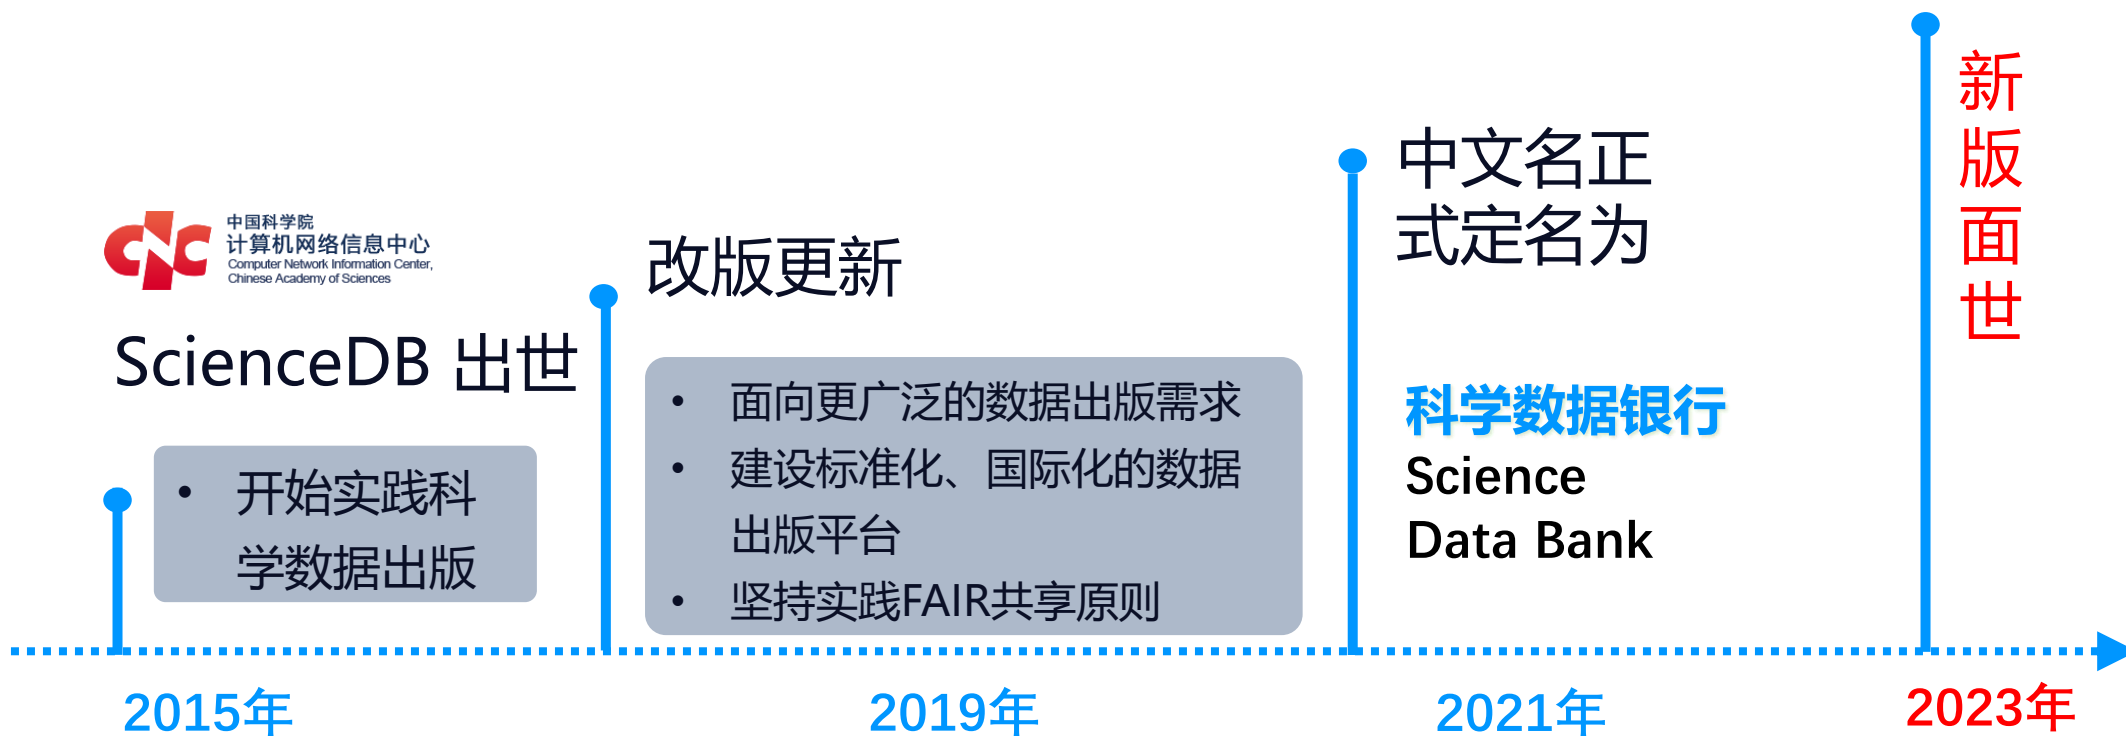 中国科学院
计算机网络信息中心
Computer Network Information Center,
Chinese Academy of Sciences
ScienceDB 出世
• 开始实践科
学数据出版
2015年
改版更新
• 面向更广泛的数据出版需求
• 建设标准化、国际化的数据
出版平台
• 坚持实践FAIR共享原则
2019年
中文名正
式定名为
科学数据银行
Science
Data Bank
2021年
新版面世
2023年